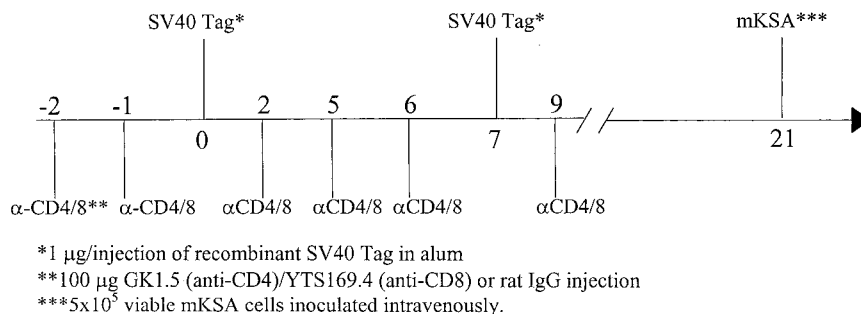 SV40 Tag* SV40 Tag* mKSA***
-2 -1 2 5 6 9
0 7 21
α-CD4/8** α-CD4/8 αCD4/8 αCD4/8 αCD4/8 αCD4/8
*1 µg/injection of recombinant SV40 Tag in alum
**100 µg GK1.5 (anti-CD4)/YTS169.4 (anti-CD8) or rat IgG injection
***5x10⁵ viable mKSA cells inoculated intravenously.